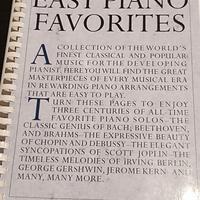 EASY PIANO
FAVORITES
A COLLECTION OF THE WORLD'S
FINEST CLASSICAL AND POPULAR
MUSIC FOR THE DEVELOPING
PIANIST, HERE YOU WILL FIND THE GREAT
MASTERPIECES OF EVERY MUSICAL ERA
IN REWARDING PIANO ARRANGEMENTS
THAT ARE EASY TO PLAY.
TURN THESE PAGES TO ENJOY
THREE CENTURIES OF ALL TIME
FAVORITE PIANO SOLOS–THE
CLASSIC GENIUS OF BACH, BEETHOVEN,
AND BRAHMS–THE EXPRESSIVE BEAUTY
OF CHOPIN AND DEBUSSY–THE ELEGANT
SYNCOPATIONS OF SCOTT JOPLIN–THE
TIMELESS MELODIES OF IRVING BERLIN,
GEORGE GERSHWIN, JEROME KERN–AND
MANY, MANY MORE.